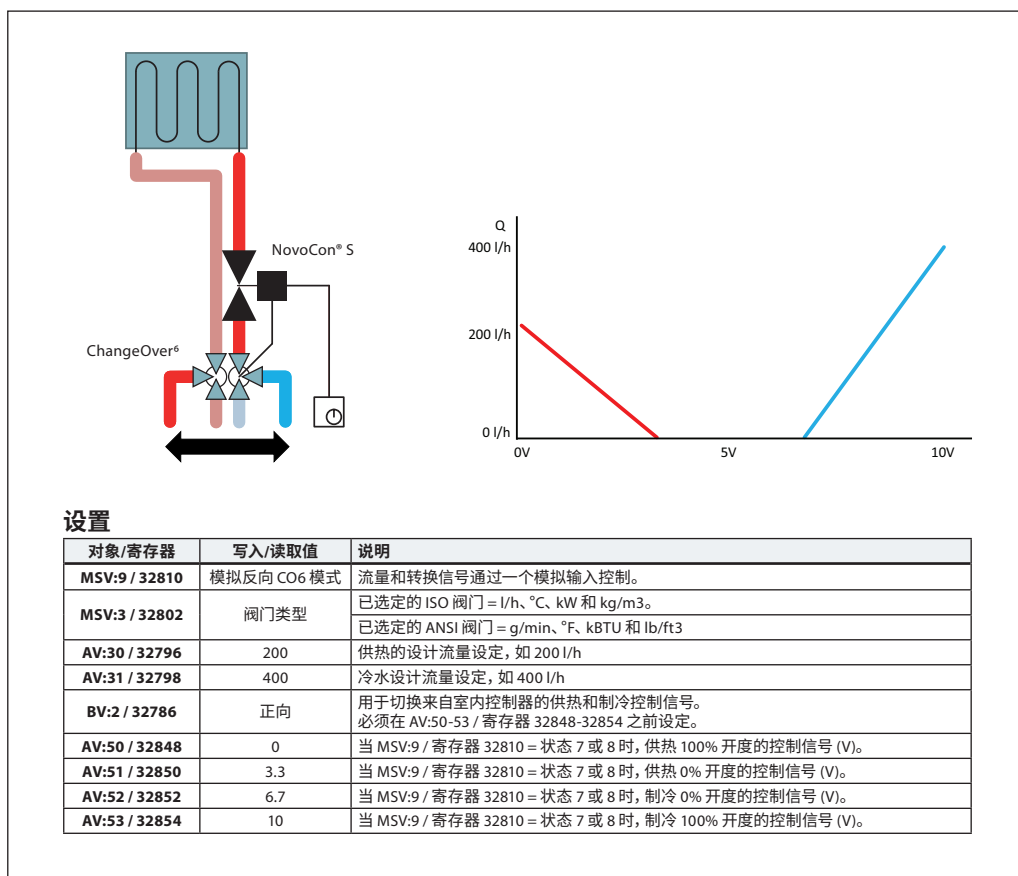 NovoCon® S
ChangeOver⁶
Q
400 l/h
200 l/h
0 l/h
0V 5V 10V
设置
对象/寄存器 写入/读取值 说明
MSV:9 / 32810 模拟反向 CO6 模式 流量和转换信号通过一个模拟输入控制。
MSV:3 / 32802 阀门类型 已选定的 ISO 阀门 = l/h、°C、kW 和 kg/m3。
已选定的 ANSI 阀门 = g/min、°F、kBTU 和 lb/ft3
AV:30 / 32796 200 供热的设计流量设定，如 200 l/h
AV:31 / 32798 400 冷水设计流量设定，如 400 l/h
BV:2 / 32786 正向 用于切换来自室内控制器的供热和制冷控制信号。
必须在 AV:50-53 / 寄存器 32848-32854 之前设定。
AV:50 / 32848 0 当 MSV:9 / 寄存器 32810 = 状态 7 或 8 时，供热 100% 开度的控制信号 (V)。
AV:51 / 32850 3.3 当 MSV:9 / 寄存器 32810 = 状态 7 或 8 时，供热 0% 开度的控制信号 (V)。
AV:52 / 32852 6.7 当 MSV:9 / 寄存器 32810 = 状态 7 或 8 时，制冷 0% 开度的控制信号 (V)。
AV:53 / 32854 10 当 MSV:9 / 寄存器 32810 = 状态 7 或 8 时，制冷 100% 开度的控制信号 (V)。